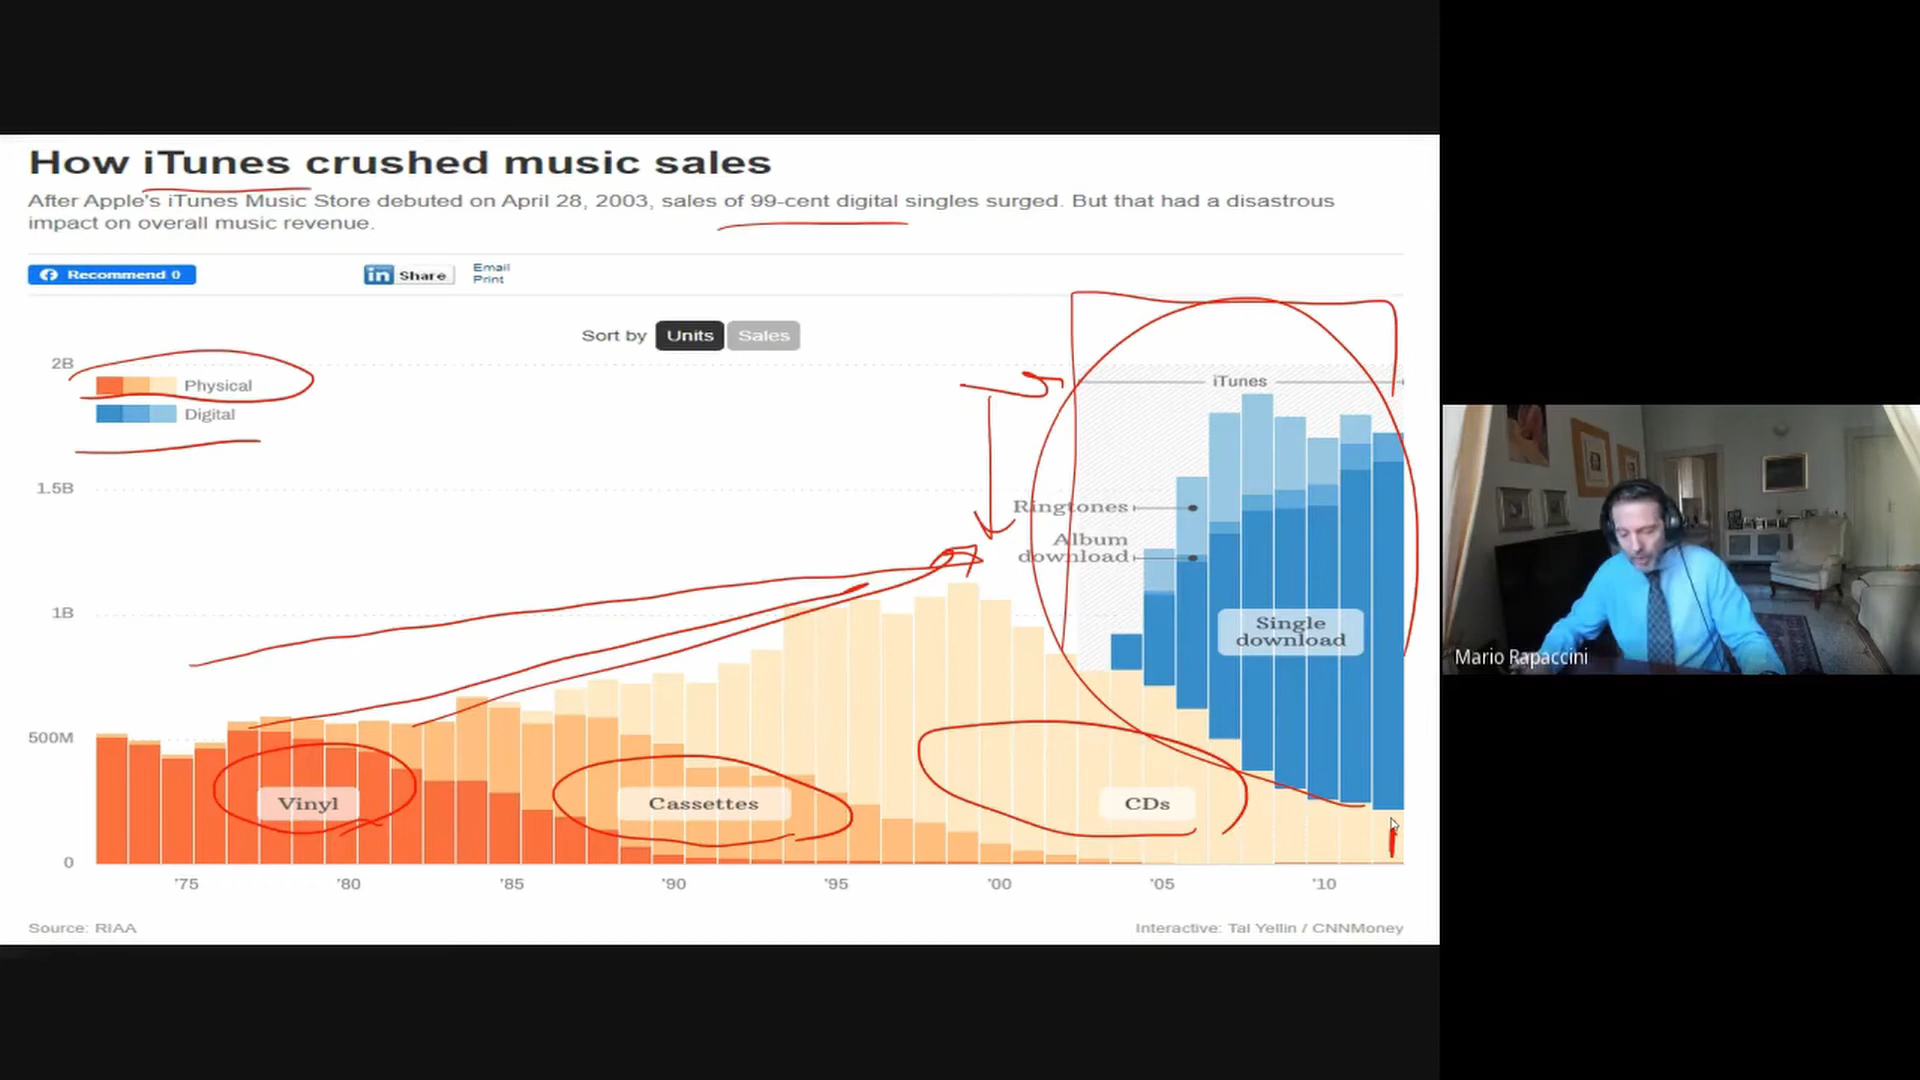 How iTunes crushed music sales
After Apple's iTunes Music Store debuted on April 28, 2003, sales of 99-cent digital singles surged. But that had a disastrous
impact on overall music revenue.
Recommend 0
in Share
Email
Print
Sort by Units Sales
2B
Physical
Digital
iTunes
1.5B
Ringtones
Album
download
1B
Single
download
500M
Vinyl
Cassettes
CDs
0
'75 '80 '85 '90 '95 '00 '05 '10
Source: RIAA
Interactive: Tal Yellin / CNNMoney
Mario Rapaccini